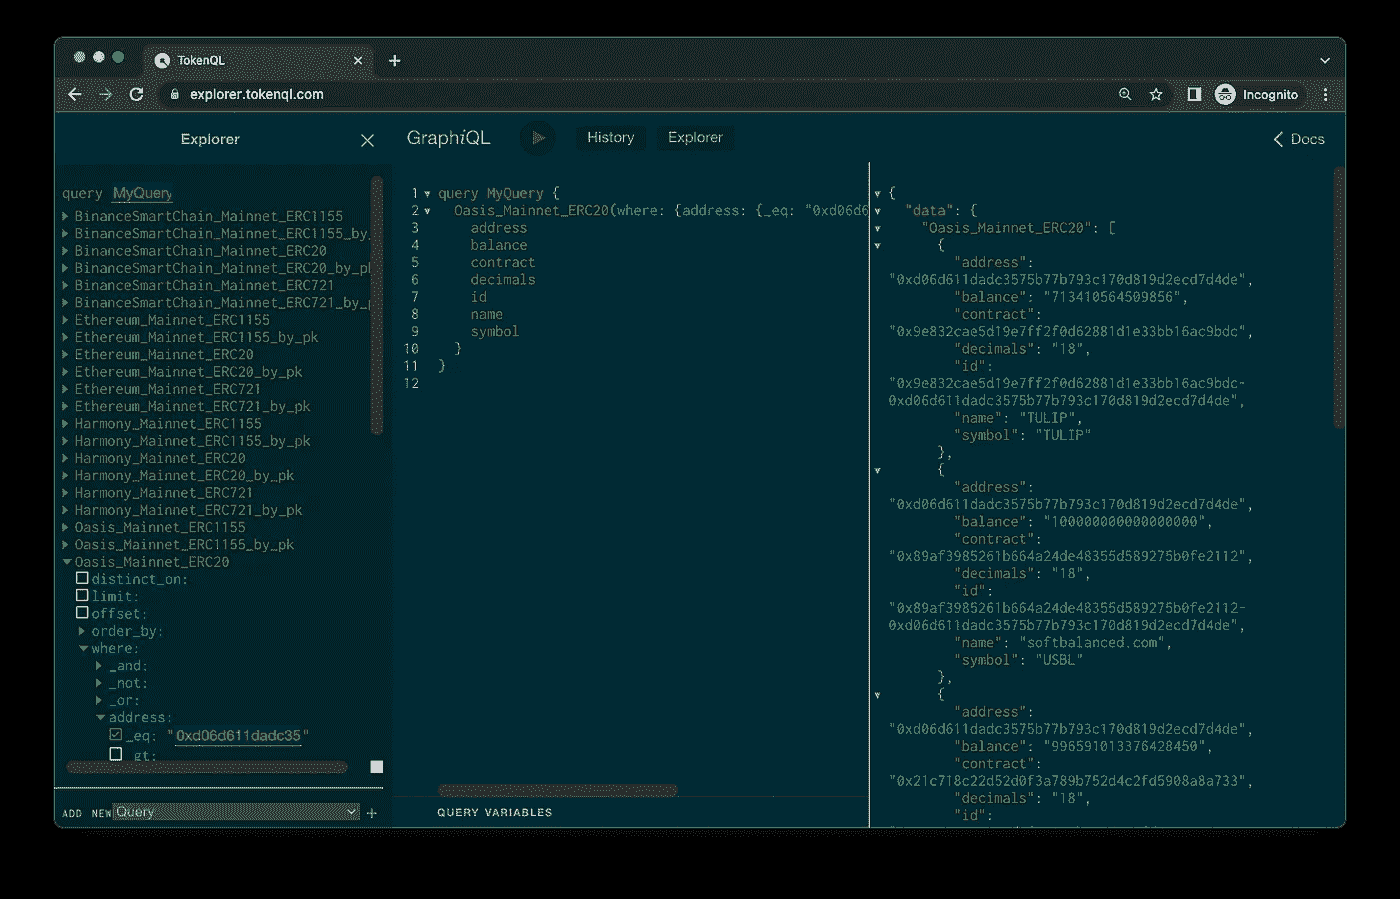 TokenQL
explorer.tokenql.com
Incognito
Explorer
GraphiQL
History
Explorer
Docs
query MyQuery
BinanceSmartChain_Mainnet_ERC1155
BinanceSmartChain_Mainnet_ERC1155_by_
BinanceSmartChain_Mainnet_ERC20
BinanceSmartChain_Mainnet_ERC20_by_p
BinanceSmartChain_Mainnet_ERC721
BinanceSmartChain_Mainnet_ERC721_by_p
Ethereum_Mainnet_ERC1155
Ethereum_Mainnet_ERC1155_by_pk
Ethereum_Mainnet_ERC20
Ethereum_Mainnet_ERC20_by_pk
Ethereum_Mainnet_ERC721
Ethereum_Mainnet_ERC721_by_pk
Harmony_Mainnet_ERC1155
Harmony_Mainnet_ERC1155_by_pk
Harmony_Mainnet_ERC20
Harmony_Mainnet_ERC20_by_pk
Harmony_Mainnet_ERC721
Harmony_Mainnet_ERC721_by_pk
Oasis_Mainnet_ERC1155
Oasis_Mainnet_ERC1155_by_pk
Oasis_Mainnet_ERC20
distinct_on:
limit:
offset:
order_by:
where:
_and:
_not:
_or:
address:
_eq: "0xd06d611dadc35"
_gt:
ADD NEW Query
1 query MyQuery {
2 Oasis_Mainnet_ERC20(where: {address: {_eq: "0xd06d6
3 address
4 balance
5 contract
6 decimals
7 id
8 name
9 symbol
10 }
11 }
12
QUERY VARIABLES
{
"data": {
"Oasis_Mainnet_ERC20": [
{
"address":
"0xd06d611dadc3575b77b793c170d819d2ecd7d4de",
"balance": "713410564509856",
"contract":
"0x9e832cae5d19e7ff2f0d62881d1e33bb16ac9bdc",
"decimals": "18",
"id":
"0x9e832cae5d19e7ff2f0d62881d1e33bb16ac9bdc-
0xd06d611dadc3575b77b793c170d819d2ecd7d4de",
"name": "TULIP",
"symbol": "TULIP"
},
{
"address":
"0xd06d611dadc3575b77b793c170d819d2ecd7d4de",
"balance": "100000000000000000",
"contract":
"0x89af3985261b664a24de48355d589275b0fe2112",
"decimals": "18",
"id":
"0x89af3985261b664a24de48355d589275b0fe2112-
0xd06d611dadc3575b77b793c170d819d2ecd7d4de",
"name": "softbalanced.com",
"symbol": "USBL"
},
{
"address":
"0xd06d611dadc3575b77b793c170d819d2ecd7d4de",
"balance": "996591013376428450",
"contract":
"0x21c718c22d52d0f3a789b752d4c2fd5908a8a733",
"decimals": "18",
"id":